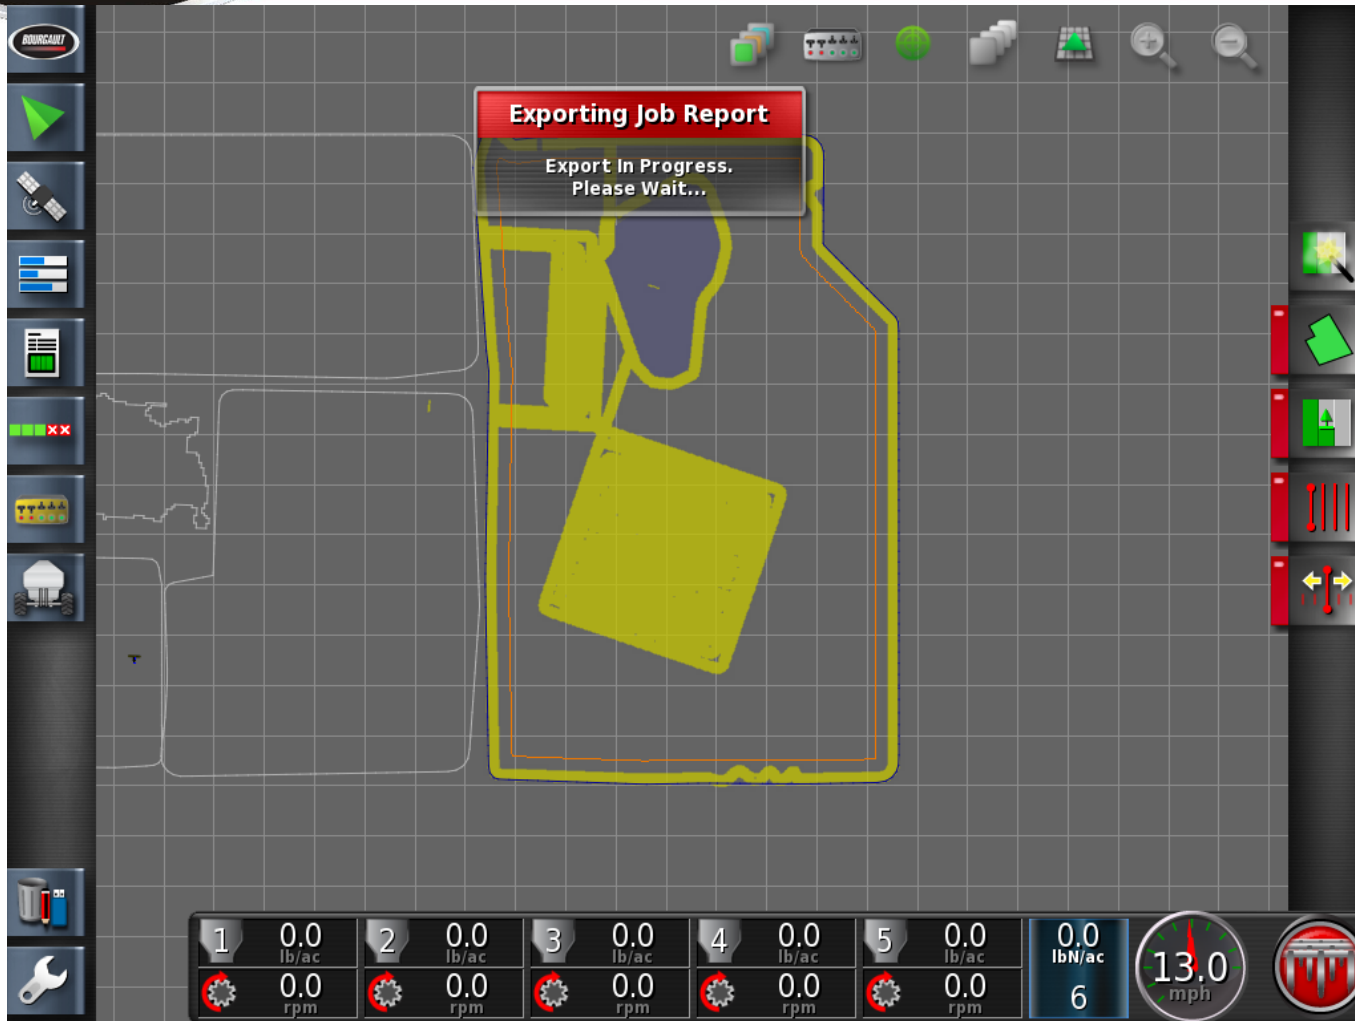 BOURGAULT
Exporting Job Report
Export In Progress.
Please Wait...
1 0.0 lb/ac
0.0 rpm
2 0.0 lb/ac
0.0 rpm
3 0.0 lb/ac
0.0 rpm
4 0.0 lb/ac
0.0 rpm
5 0.0 lb/ac
0.0 rpm
0.0
lbN/ac
6
13.0
mph